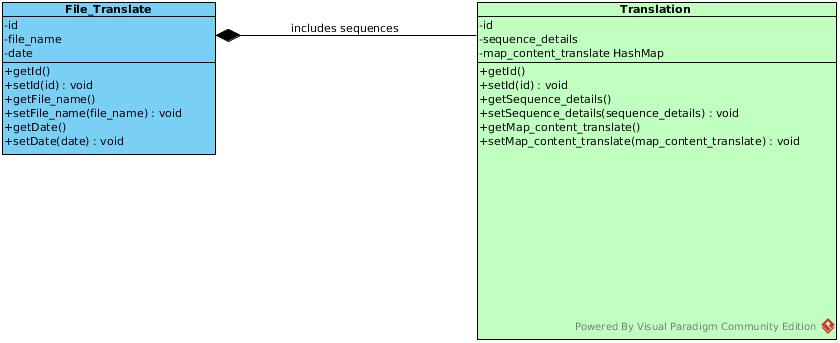 File_Translate
-id
-file_name
-date
+getId()
+setId(id) : void
+getFile_name()
+setFile_name(file_name) : void
+getDate()
+setDate(date) : void
includes sequences
Translation
-id
-sequence_details
-map_content_translate HashMap
+getId()
+setId(id) : void
+getSequence_details()
+setSequence_details(sequence_details) : void
+getMap_content_translate()
+setMap_content_translate(map_content_translate) : void
Powered By Visual Paradigm Community Edition